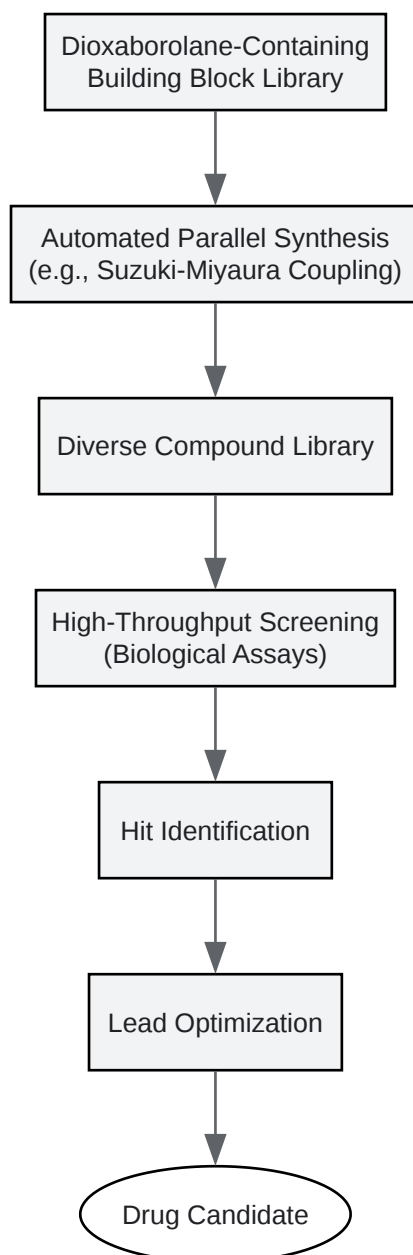 Dioxaborolane-Containing
Building Block Library
Automated Parallel Synthesis
(e.g., Suzuki-Miyaura Coupling)
Diverse Compound Library
High-Throughput Screening
(Biological Assays)
Hit Identification
Lead Optimization
Drug Candidate